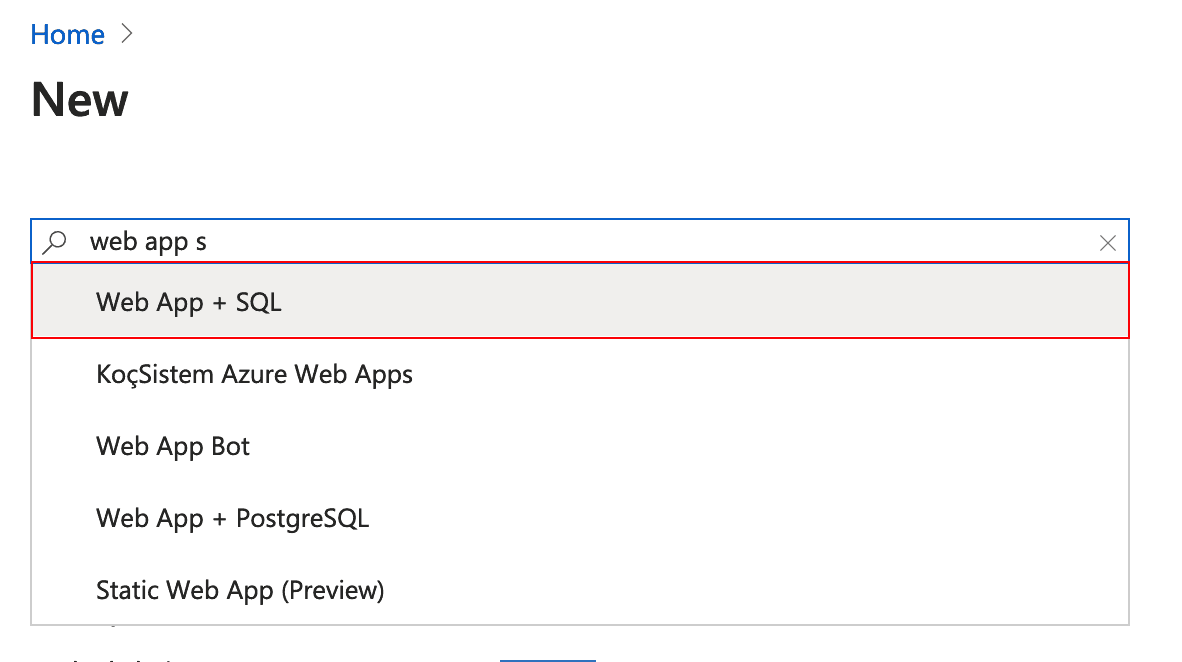 Home
New
web app s
Web App + SQL
KoçSistem Azure Web Apps
Web App Bot
Web App + PostgreSQL
Static Web App (Preview)